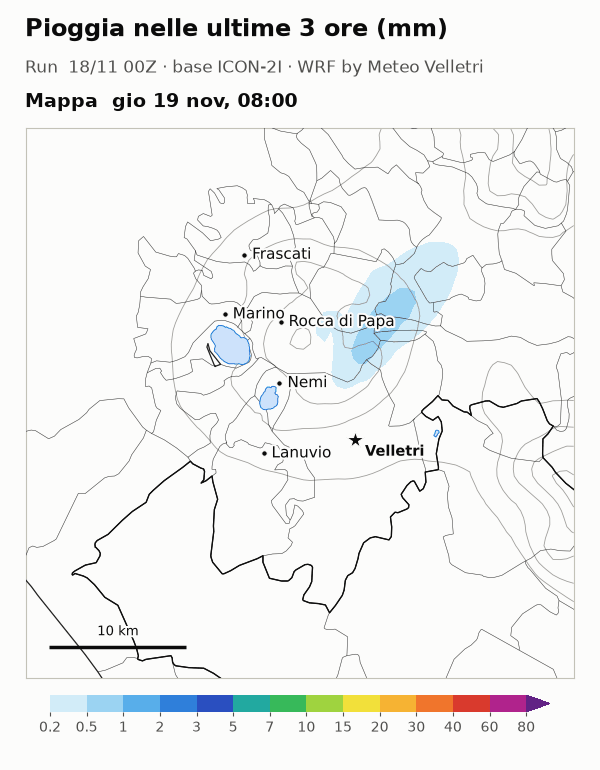 Pioggia nelle ultime 3 ore (mm)
Run  18/11 00Z · base ICON-2I · WRF by Meteo Velletri
Mappa  gio 19 nov, 08:00
Frascati
Marino
Rocca di Papa
Nemi
Velletri
Lanuvio
10 km
0.2 0.5 1 2 3 5 7 10 15 20 30 40 60 80